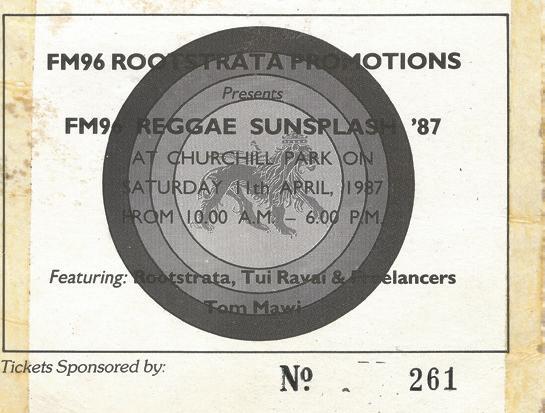 FM96 ROOTSTRATA PROMOTIONS
Presents
FM96 REGGAE SUNSPLASH '87
AT CHURCHILL PARK ON
SATURDAY 11th APRIL, 1987
FROM 10.00 A.M. – 6.00 P.M.
Featuring: Rootstrata, Tui Ravai & Freelancers
Tom Mawi
Tickets Sponsored by:
Nº 261